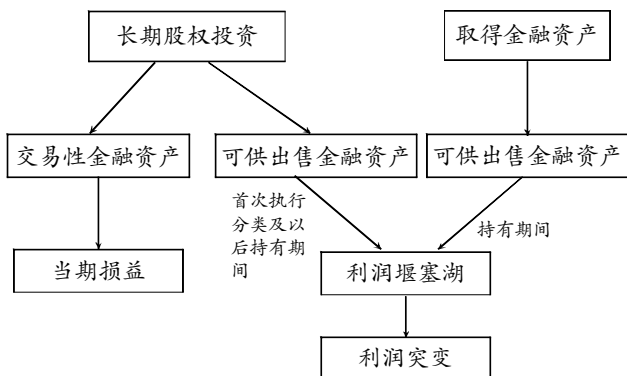 长期股权投资
取得金融资产
交易性金融资产
可供出售金融资产
可供出售金融资产
首次执行
分类及以
后持有期
间
持有期间
当期损益
利润堰塞湖
利润突变